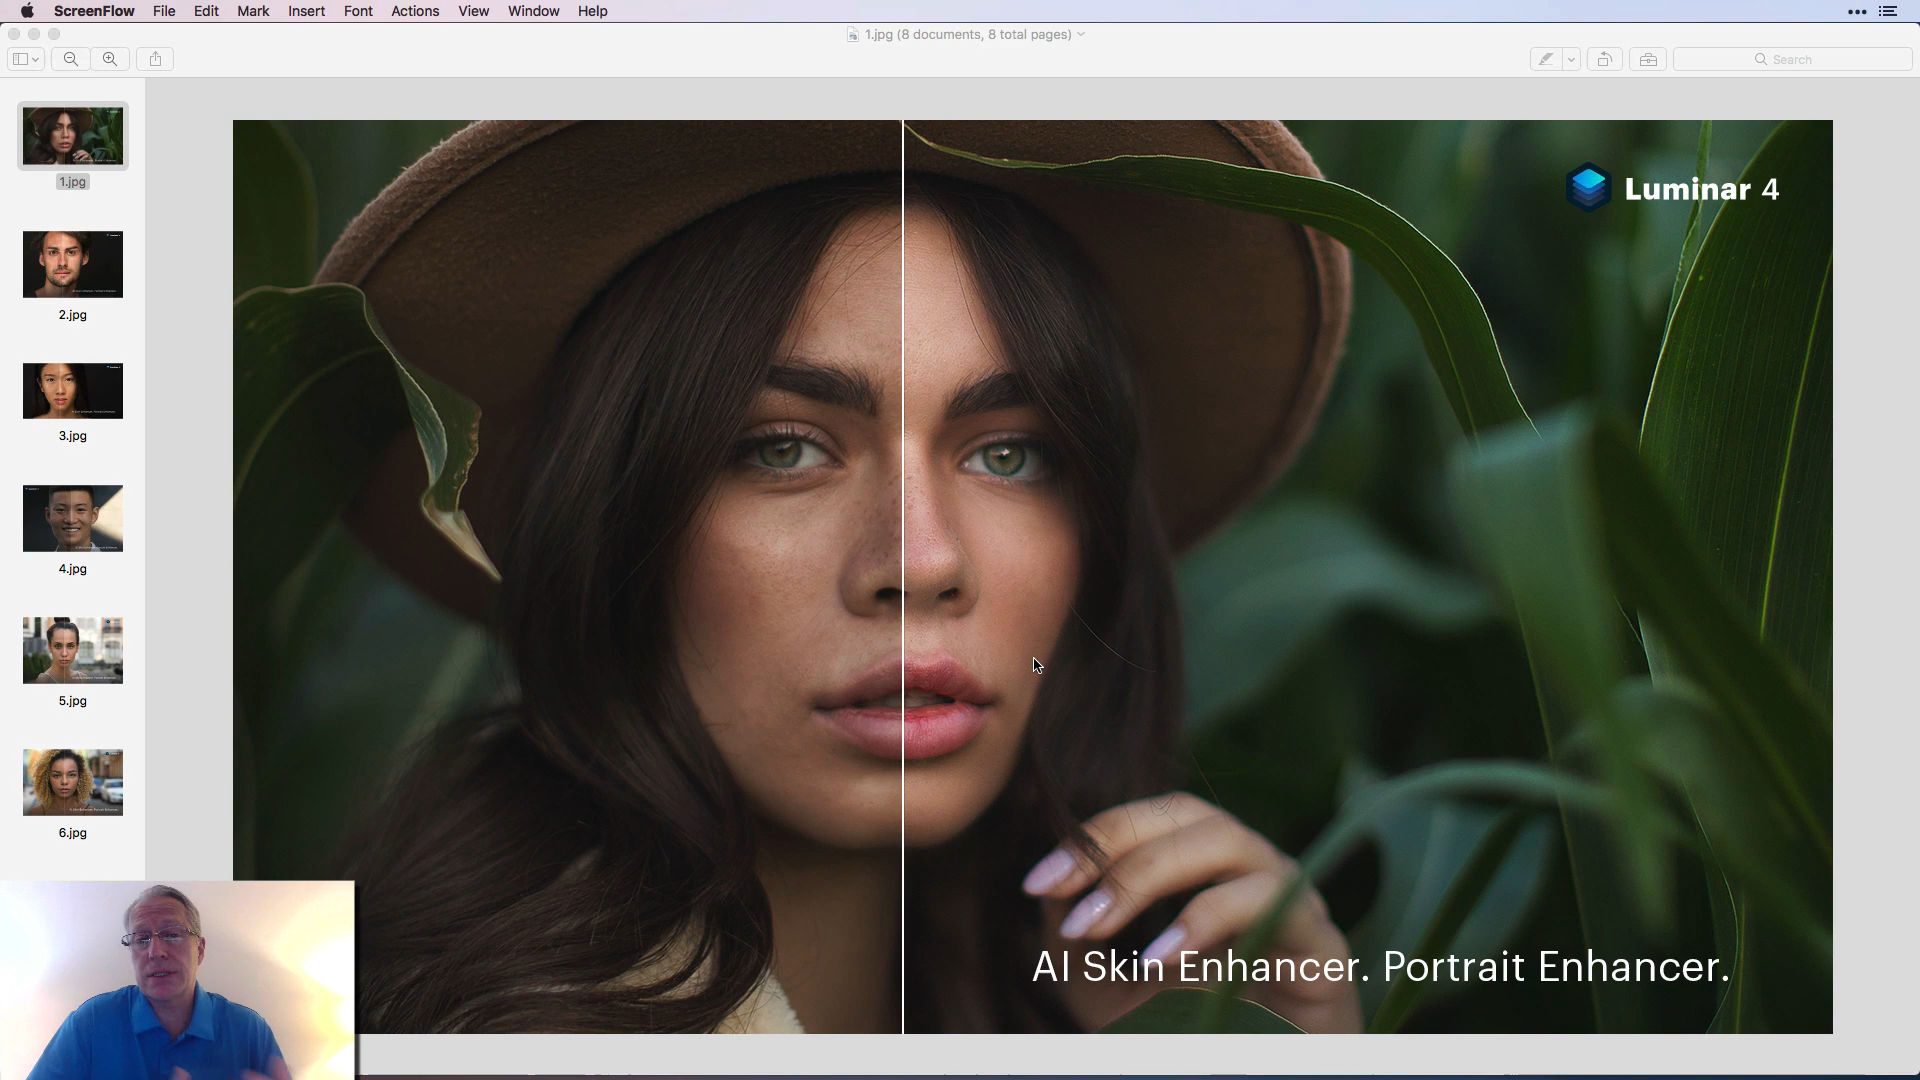 ScreenFlow File Edit Mark Insert Font Actions View Window Help
1.jpg (8 documents, 8 total pages)
Search
1.jpg
2.jpg
3.jpg
4.jpg
5.jpg
6.jpg
Luminar 4
AI Skin Enhancer. Portrait Enhancer.